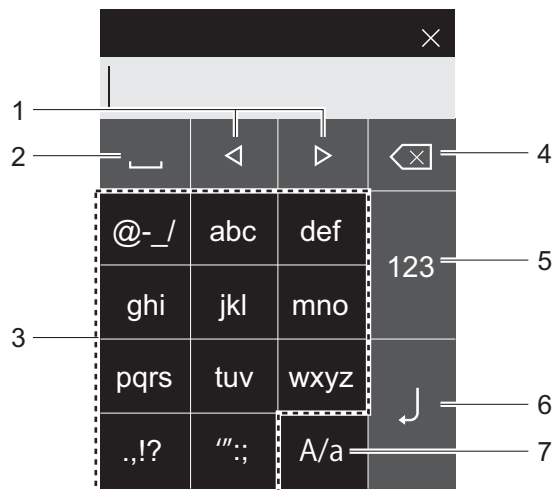 1
2
4
@-_/ abc def
123 5
ghi jkl mno
3
pqrs tuv wxyz
6
.,!? ‘”:; A/a
7